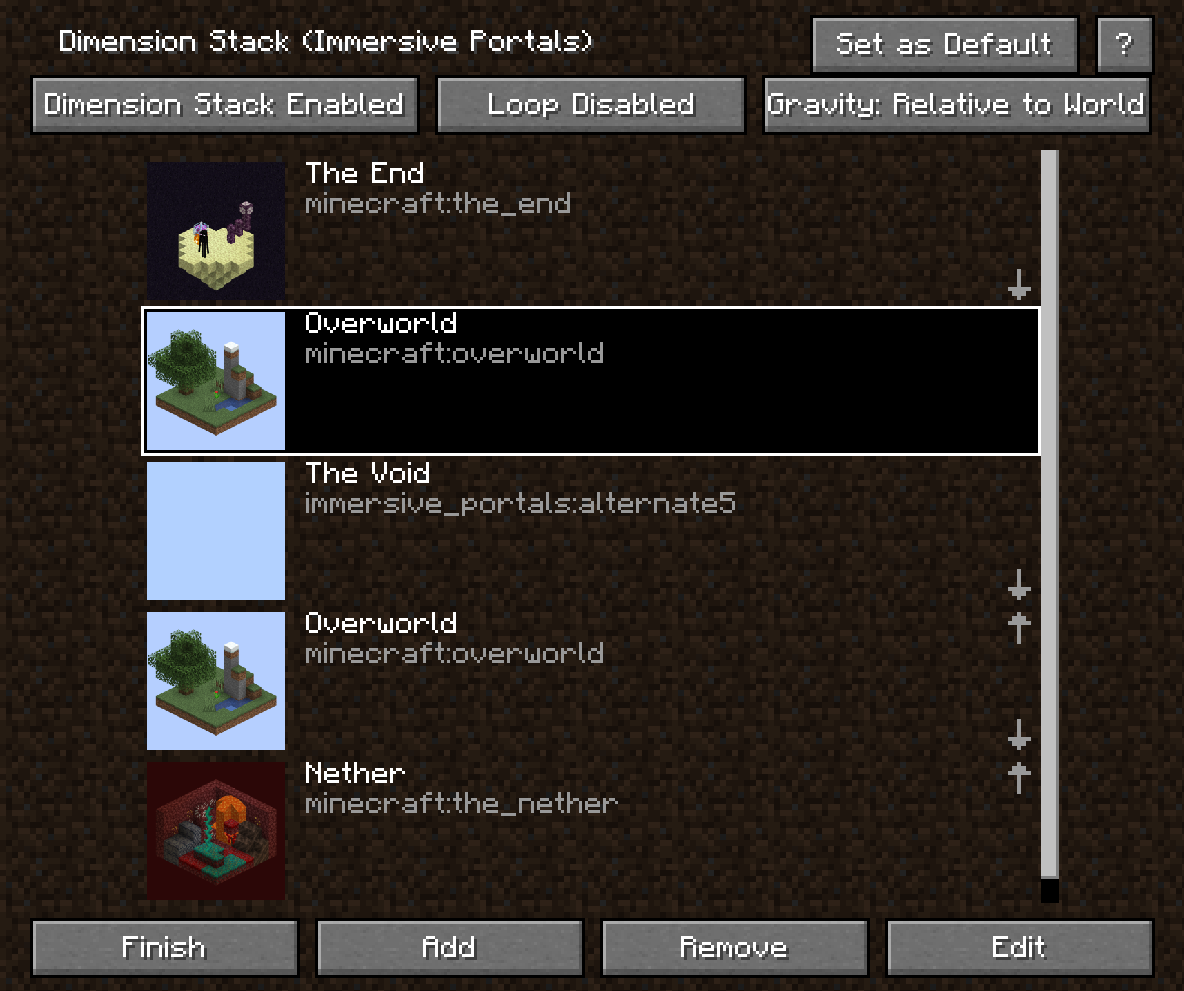 Dimension Stack (Immersive Portals)
Set as Default
?
Dimension Stack Enabled
Loop Disabled
Gravity: Relative to World
The End
minecraft:the_end
Overworld
minecraft:overworld
The Void
immersive_portals:alternate5
Overworld
minecraft:overworld
Nether
minecraft:the_nether
Finish
Add
Remove
Edit